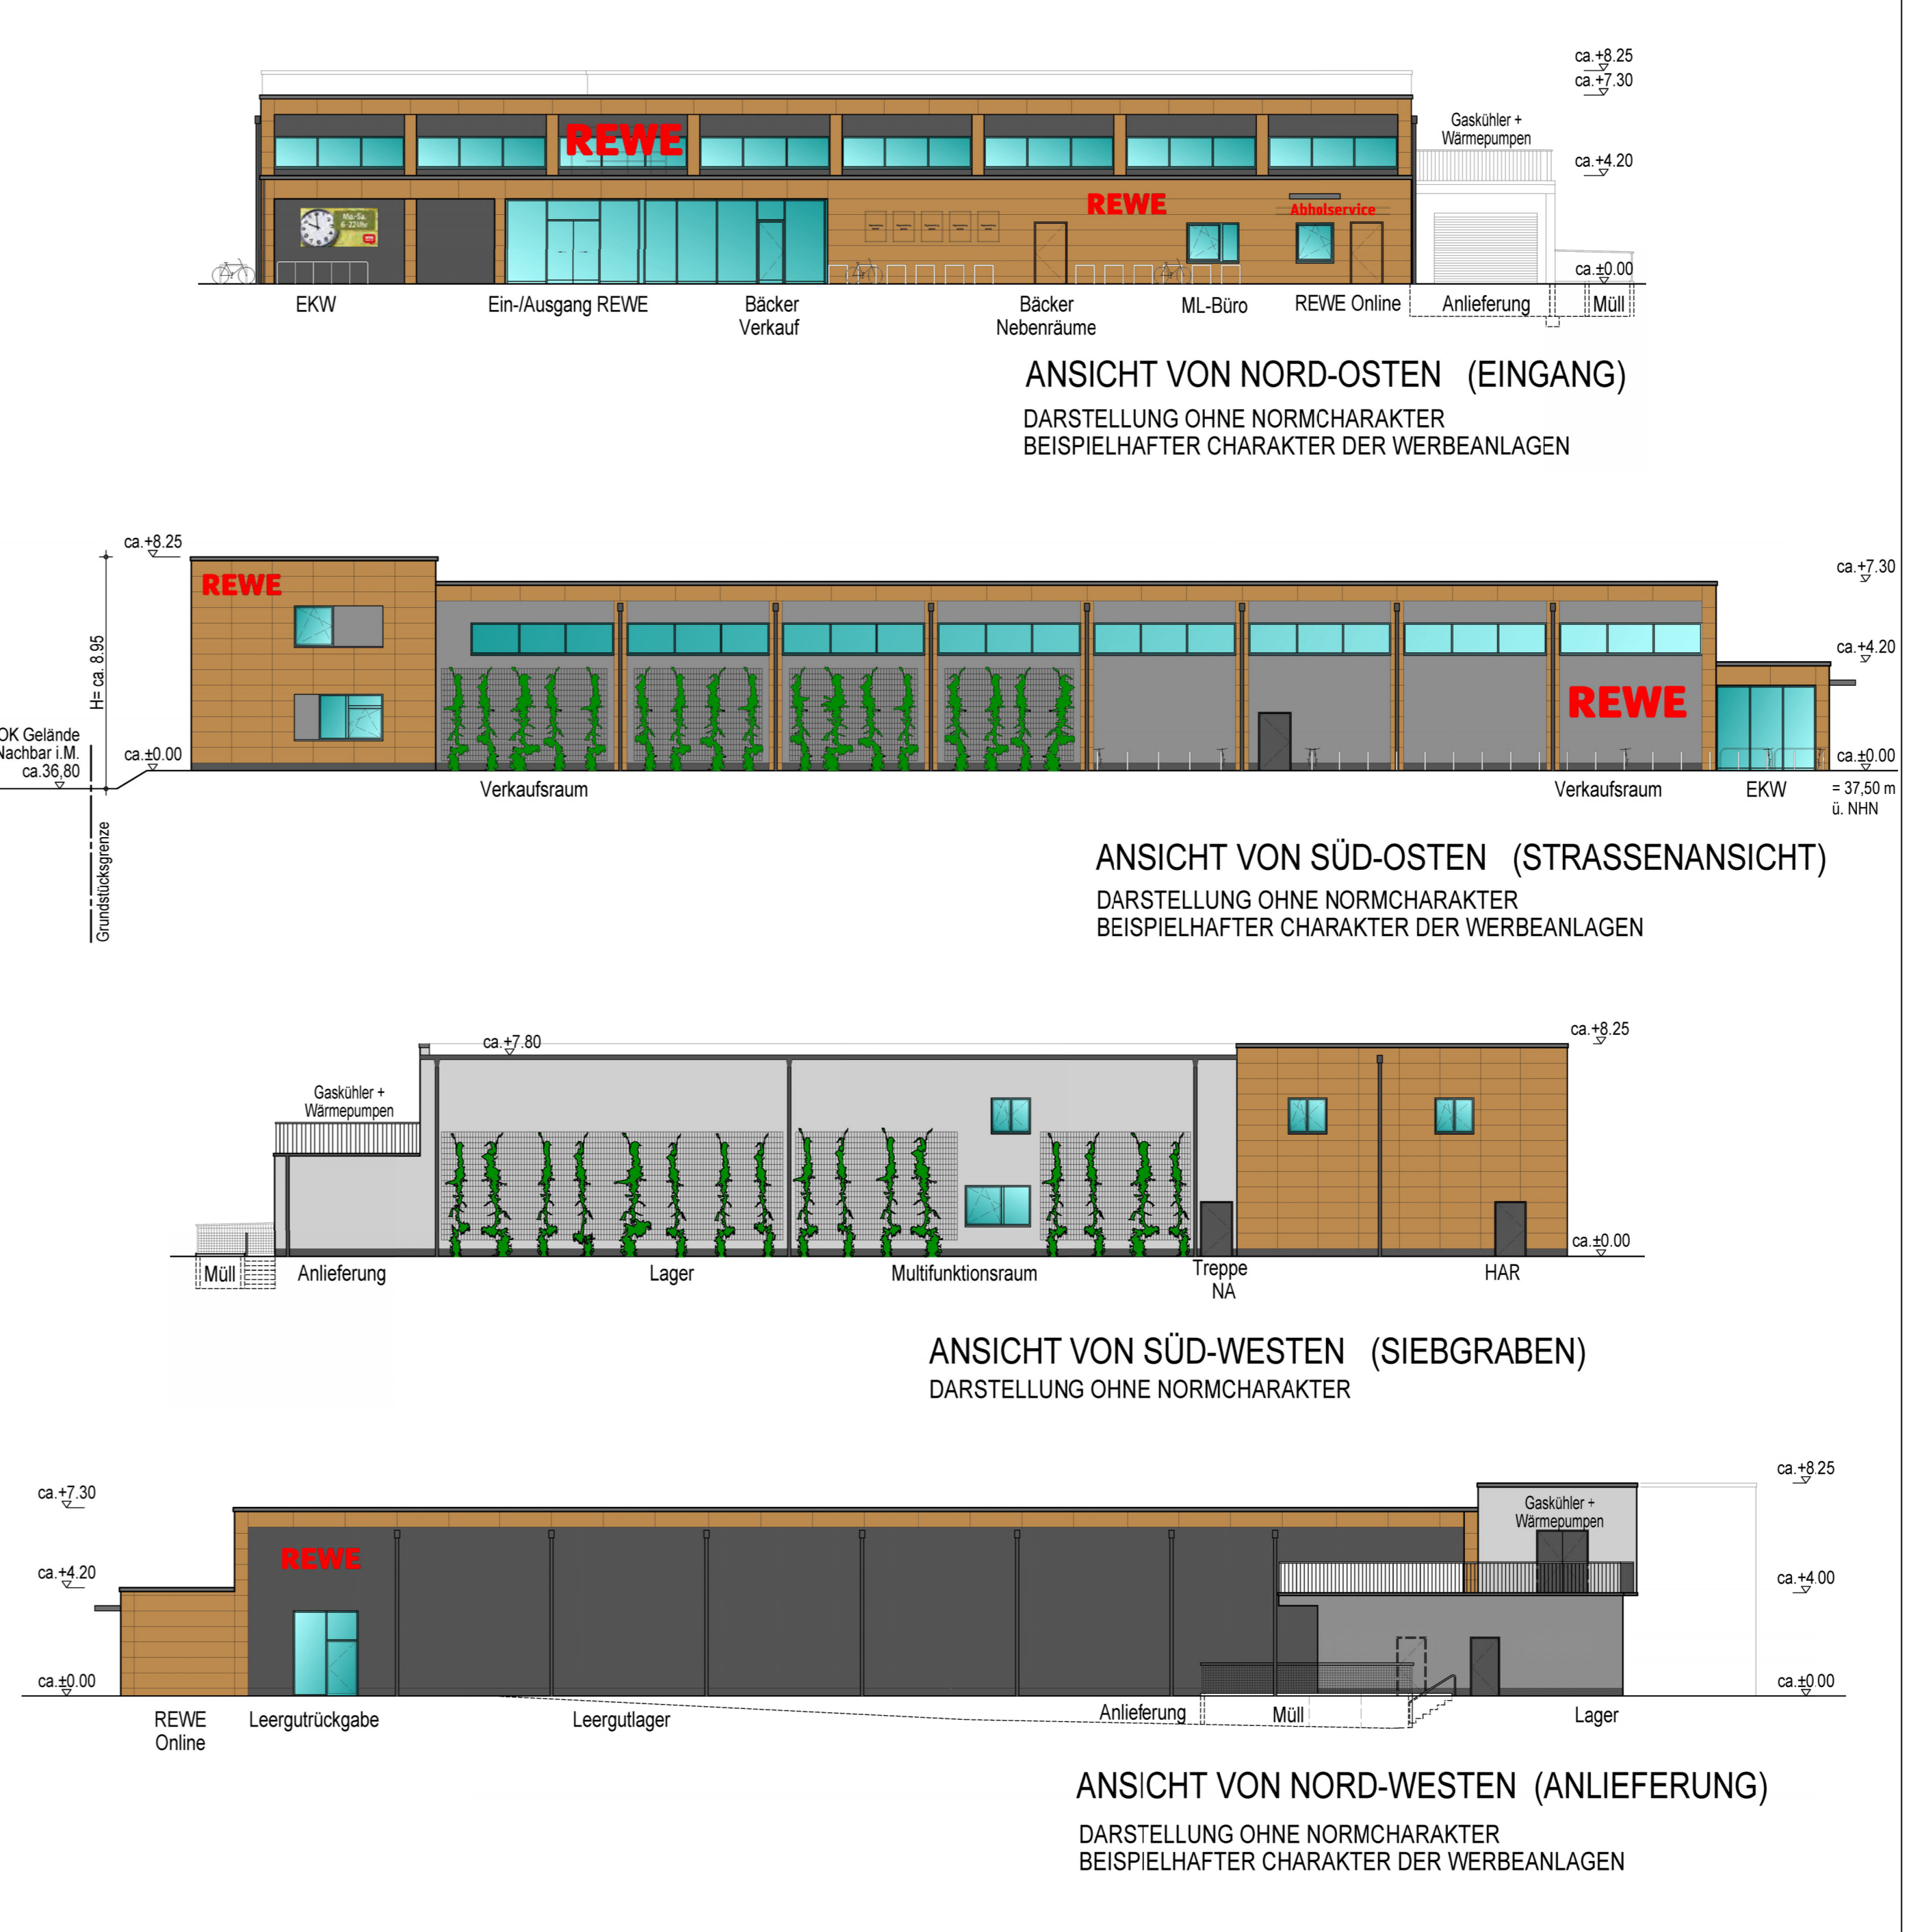 ca.+8.25
ca.+7.30
Gaskühler +
Wärmepumpen
ca.+4.20
REWE
REWE
Abholservice
Mo.-Sa.
6-22 Uhr
ca.±0.00
EKW
Ein-/Ausgang REWE
Bäcker
Verkauf
Bäcker
Nebenräume
ML-Büro
REWE Online
Anlieferung
Müll
ANSICHT VON NORD-OSTEN (EINGANG)
DARSTELLUNG OHNE NORMCHARAKTER
BEISPIELHAFTER CHARAKTER DER WERBEANLAGEN
ca.+8.25
REWE
ca.+7.30
H= ca. 8.95
ca.+4.20
REWE
OK Gelände
Nachbar i.M.
ca.36,80
ca.±0.00
ca.±0.00
Verkaufsraum
Verkaufsraum
EKW
= 37,50 m
ü. NHN
Grundstücksgrenze
ANSICHT VON SÜD-OSTEN (STRASSENANSICHT)
DARSTELLUNG OHNE NORMCHARAKTER
BEISPIELHAFTER CHARAKTER DER WERBEANLAGEN
ca.+7.80
ca.+8.25
Gaskühler +
Wärmepumpen
ca.±0.00
Müll
Anlieferung
Lager
Multifunktionsraum
Treppe
NA
HAR
ANSICHT VON SÜD-WESTEN (SIEBGRABEN)
DARSTELLUNG OHNE NORMCHARAKTER
ca.+7.30
ca.+8.25
Gaskühler +
Wärmepumpen
REWE
ca.+4.20
ca.+4.00
ca.±0.00
ca.±0.00
REWE
Online
Leergutrückgabe
Leergutlager
Anlieferung
Müll
Lager
ANSICHT VON NORD-WESTEN (ANLIEFERUNG)
DARSTELLUNG OHNE NORMCHARAKTER
BEISPIELHAFTER CHARAKTER DER WERBEANLAGEN